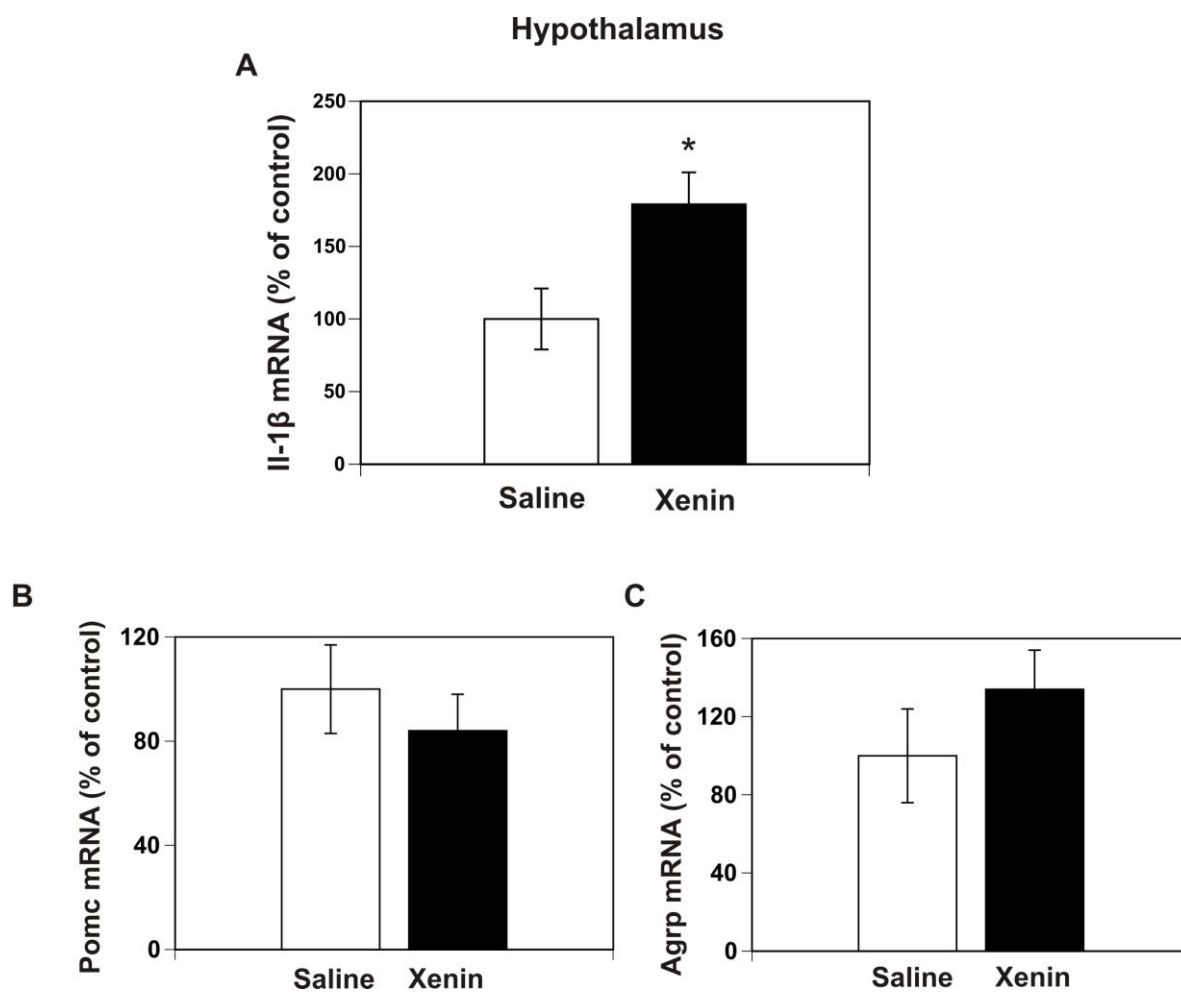 Hypothalamus
A
Il-1β mRNA (% of control)
250
200
150
100
50
0
*
Saline Xenin
B
Pomc mRNA (% of control)
120
80
40
0
Saline Xenin
C
Agrp mRNA (% of control)
160
120
80
40
0
Saline Xenin